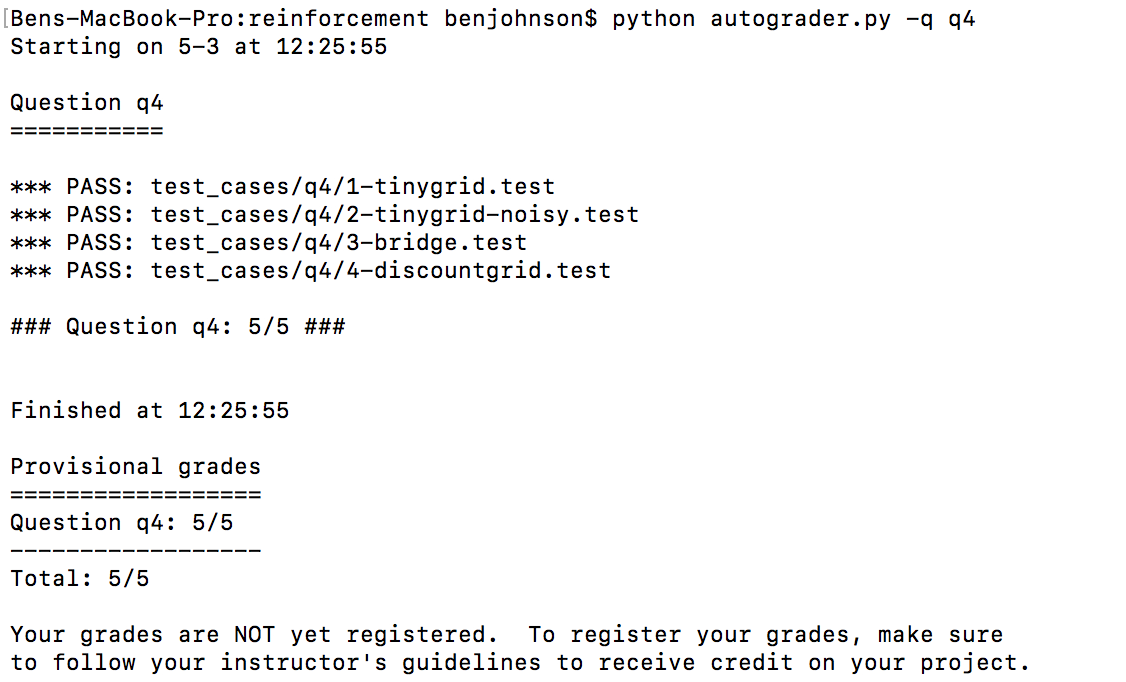 [Bens-MacBook-Pro:reinforcement benjohnson$ python autograder.py -q q4
Starting on 5-3 at 12:25:55
Question q4
===========
*** PASS: test_cases/q4/1-tinygrid.test
*** PASS: test_cases/q4/2-tinygrid-noisy.test
*** PASS: test_cases/q4/3-bridge.test
*** PASS: test_cases/q4/4-discountgrid.test
### Question q4: 5/5 ###
Finished at 12:25:55
Provisional grades
==================
Question q4: 5/5
------------------
Total: 5/5
Your grades are NOT yet registered.  To register your grades, make sure
to follow your instructor's guidelines to receive credit on your project.